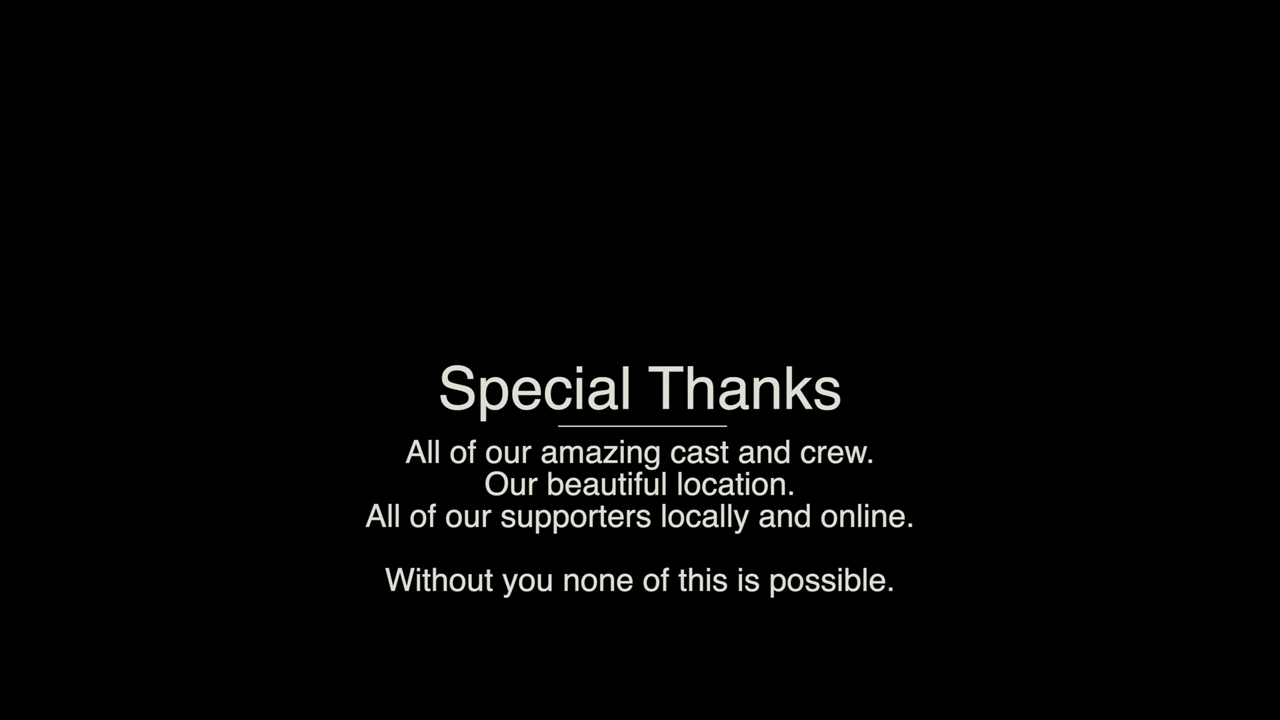 Special Thanks
All of our amazing cast and crew.
Our beautiful location.
All of our supporters locally and online.
Without you none of this is possible.